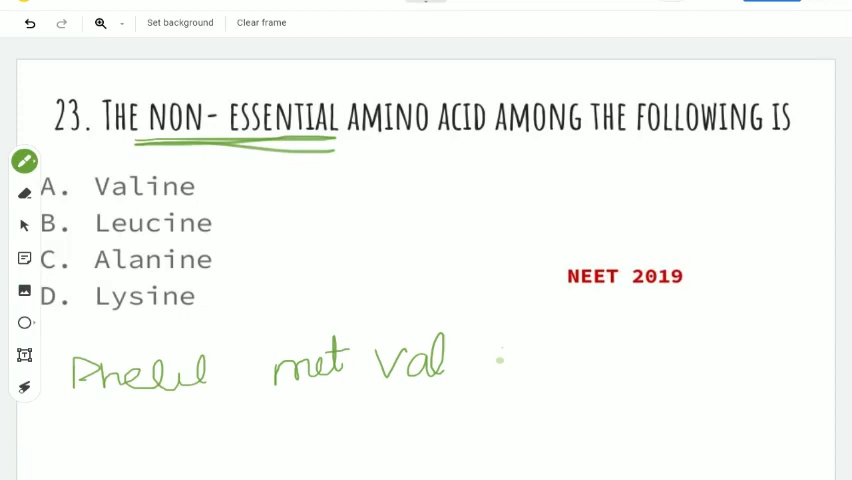 Set background
Clear frame
23. THE NON- ESSENTIAL AMINO ACID AMONG THE FOLLOWING IS
A. Valine
B. Leucine
C. Alanine
D. Lysine
NEET 2019
met val